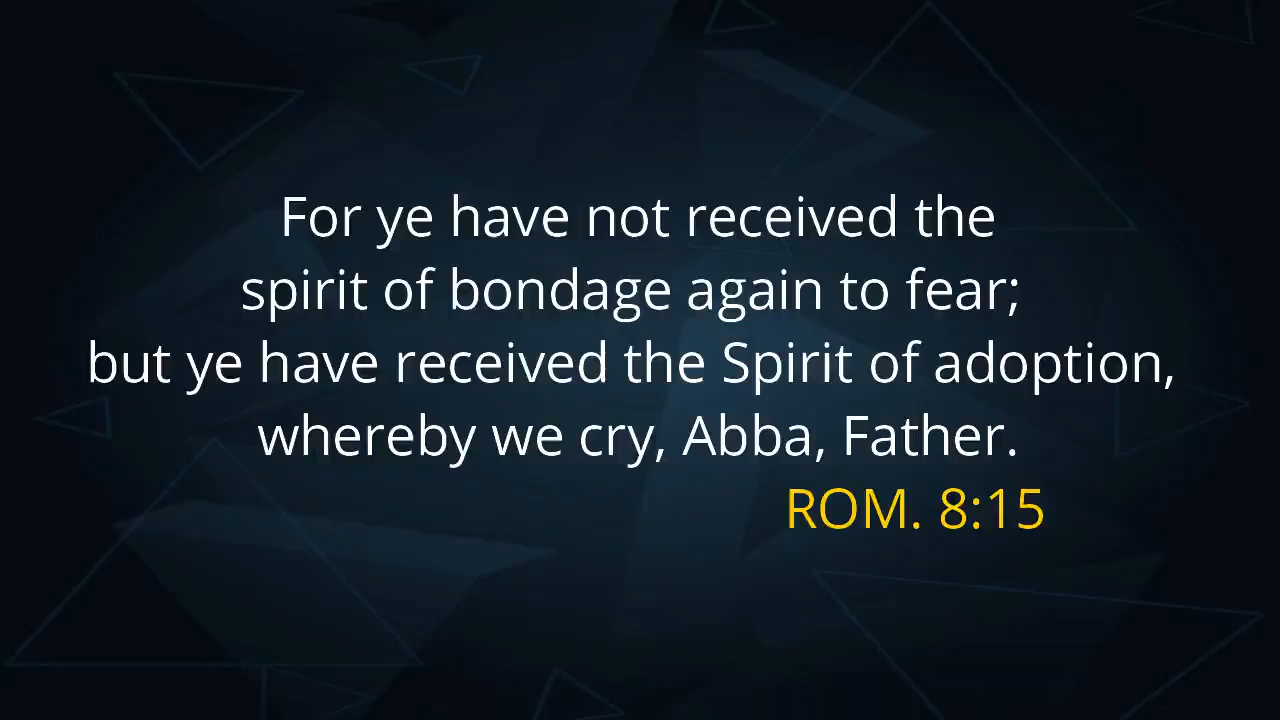 For ye have not received the
spirit of bondage again to fear;
but ye have received the Spirit of adoption,
whereby we cry, Abba, Father.
ROM. 8:15